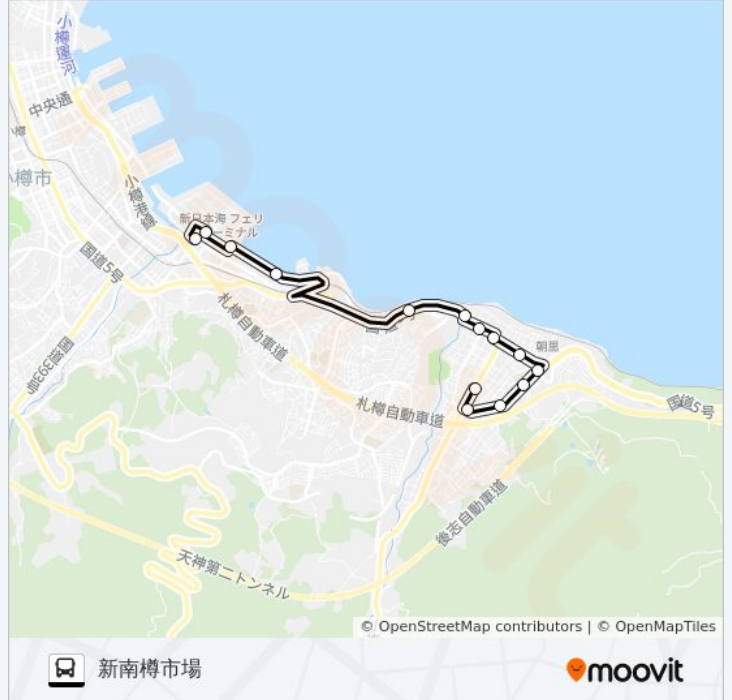 小樽運河
中央通
小樽市
小樽港線
新日本海 フェリ
ーミナル
国道5号
札樽自動車道
国道393号
朝里
札樽自動車道
国道5号
後志自動車道
天神第二トンネル
© OpenStreetMap contributors | © OpenMapTiles
新南樽市場
moovit